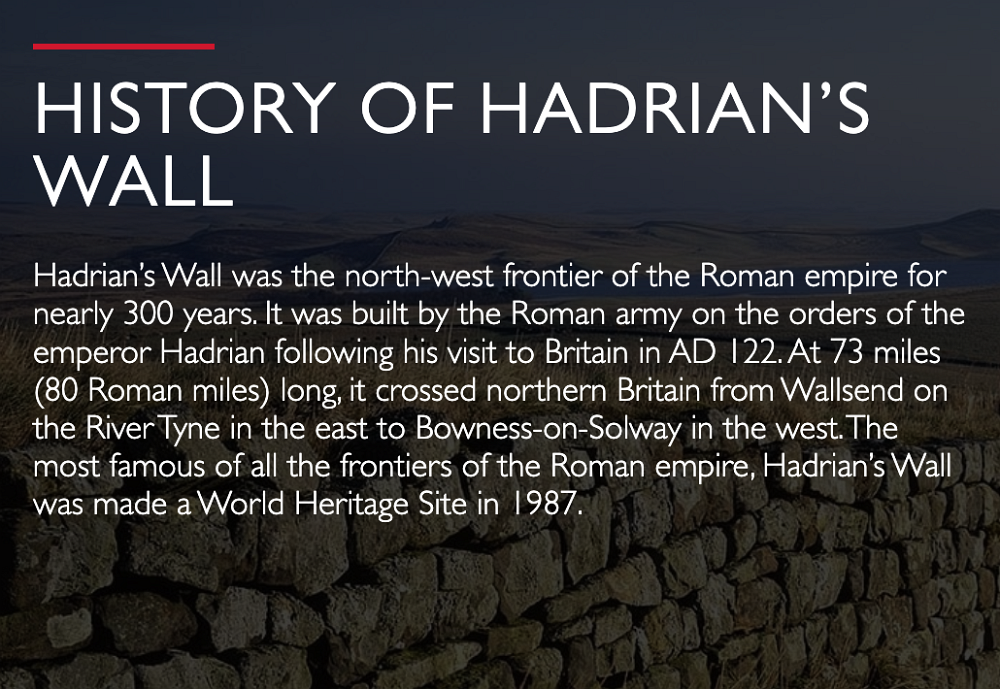 HISTORY OF HADRIAN’S
WALL
Hadrian’s Wall was the north-west frontier of the Roman empire for
nearly 300 years. It was built by the Roman army on the orders of the
emperor Hadrian following his visit to Britain in AD 122. At 73 miles
(80 Roman miles) long, it crossed northern Britain from Wallsend on
the River Tyne in the east to Bowness-on-Solway in the west. The
most famous of all the frontiers of the Roman empire, Hadrian’s Wall
was made a World Heritage Site in 1987.